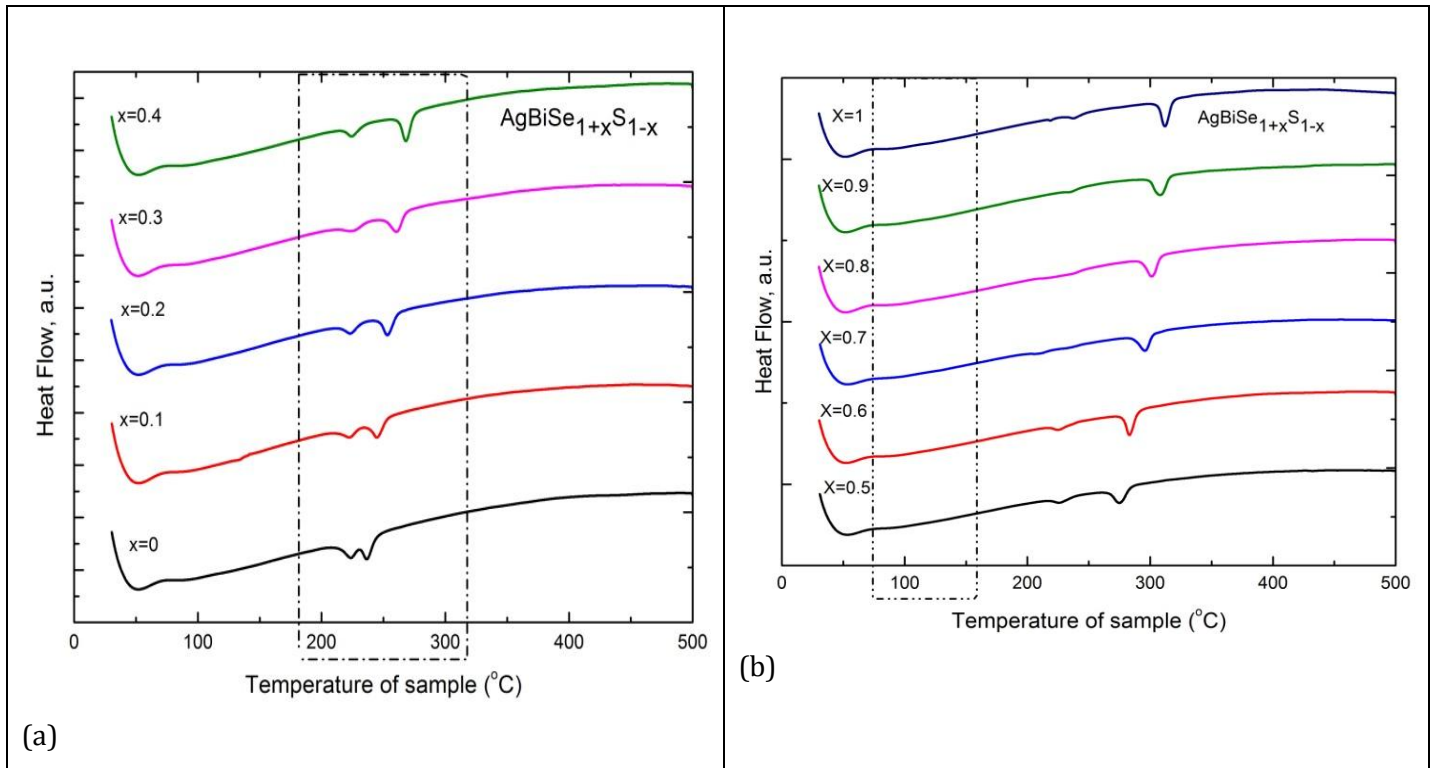 x=0.4
AgBiSe1+xS1-x
x=0.3
x=0.2
x=0.1
x=0
Heat Flow, a.u.
0 100 200 300 400 500
Temperature of sample (oC)
(a)
X=1
AgBiSe1+xS1-x
X=0.9
X=0.8
X=0.7
X=0.6
X=0.5
Heat Flow, a.u.
0 100 200 300 400 500
Temperature of sample (oC)
(b)